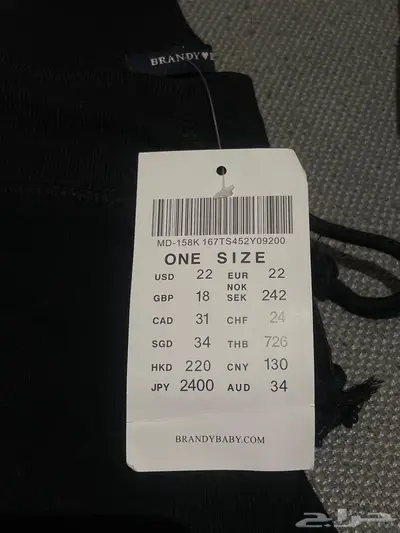 BRANDY♥
MD-158K 167TS452Y09200
ONE SIZE
USD 22 EUR 22
GBP 18 NOK SEK 242
CAD 31 CHF 24
SGD 34 THB 726
HKD 220 CNY 130
JPY 2400 AUD 34
BRANDYBABY.COM
حراج